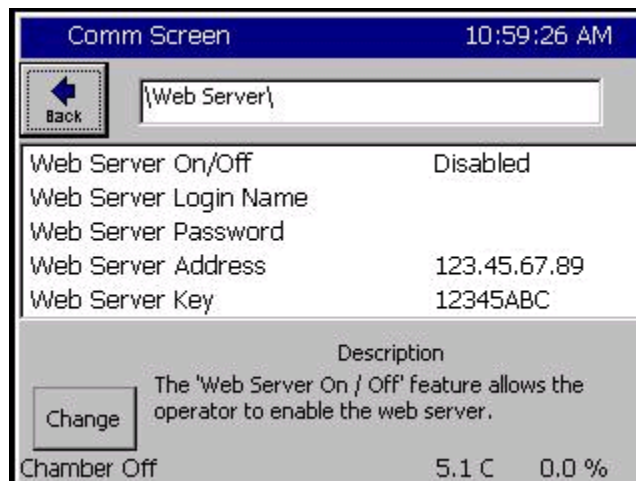 Comm Screen 10:59:26 AM
Back
\Web Server\
Web Server On/Off Disabled
Web Server Login Name
Web Server Password
Web Server Address 123.45.67.89
Web Server Key 12345ABC
Description
The 'Web Server On / Off' feature allows the
operator to enable the web server.
Change
Chamber Off 5.1 C 0.0 %